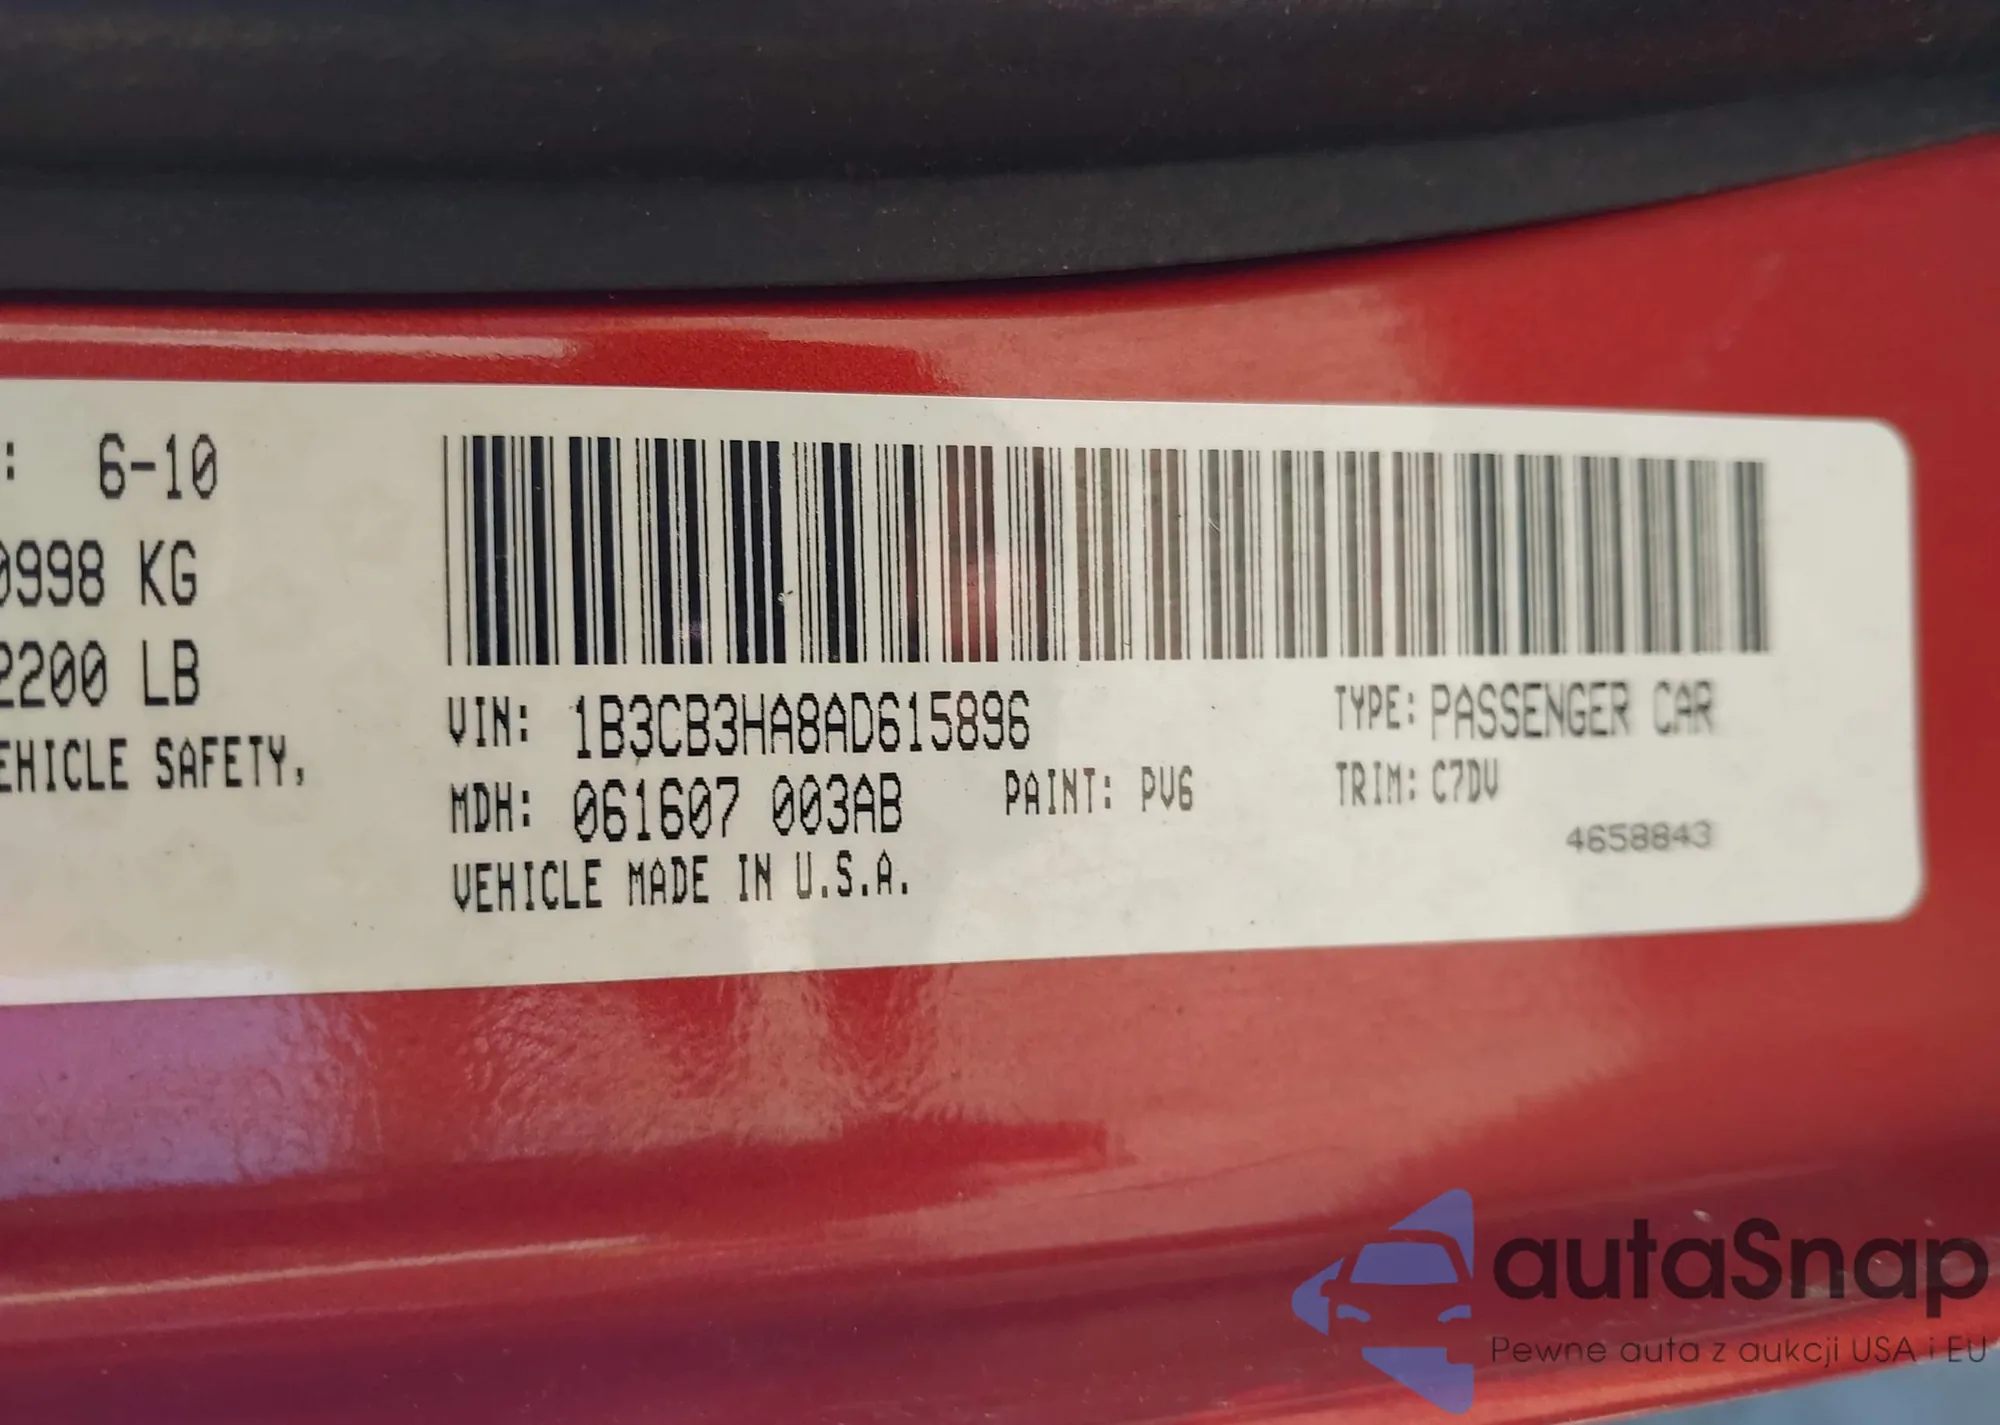 : 6-10
0998 KG
2200 LB
EHICLE SAFETY,
VIN: 1B3CB3HA8AD615896
TYPE: PASSENGER CAR
MDH: 061607 003AB
PAINT: PV6
TRIM: C7DV
VEHICLE MADE IN U.S.A.
4658843
autaSnap
Pewne auta z aukcji USA i EU